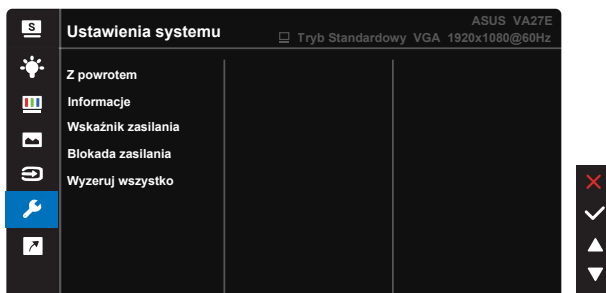 S
Ustawienia systemu
ASUS VA27E
Tryb Standardowy VGA 1920x1080@60Hz
Z powrotem
Informacje
Wskaźnik zasilania
Blokada zasilania
Wyzeruj wszystko